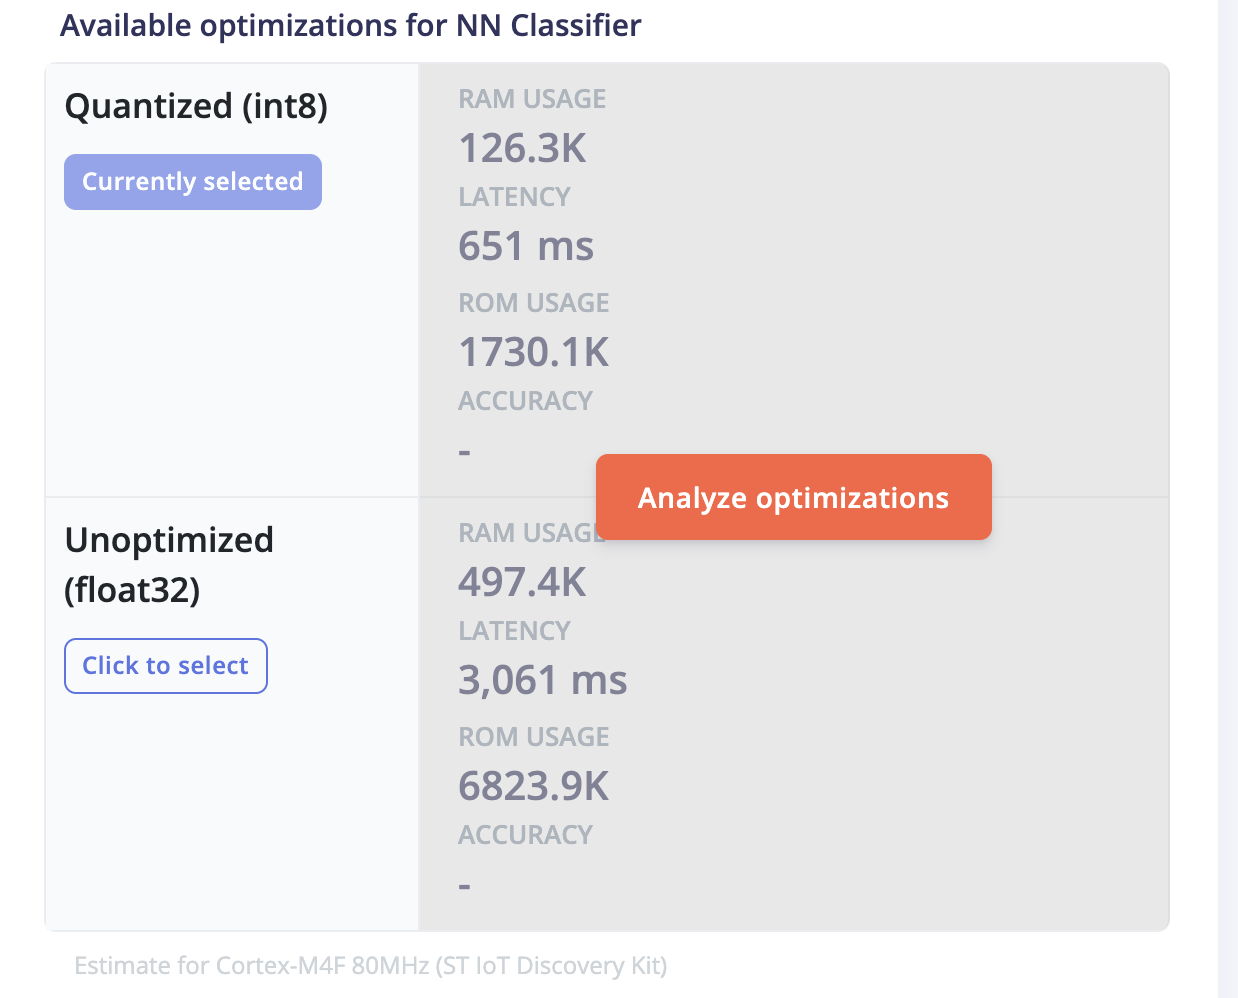 Available optimizations for NN Classifier
Quantized (int8)
Currently selected
RAM USAGE
126.3K
LATENCY
651 ms
ROM USAGE
1730.1K
ACCURACY
-
Analyze optimizations
Unoptimized
(float32)
Click to select
RAM USAGE
497.4K
LATENCY
3,061 ms
ROM USAGE
6823.9K
ACCURACY
-
Estimate for Cortex-M4F 80MHz (ST IoT Discovery Kit)